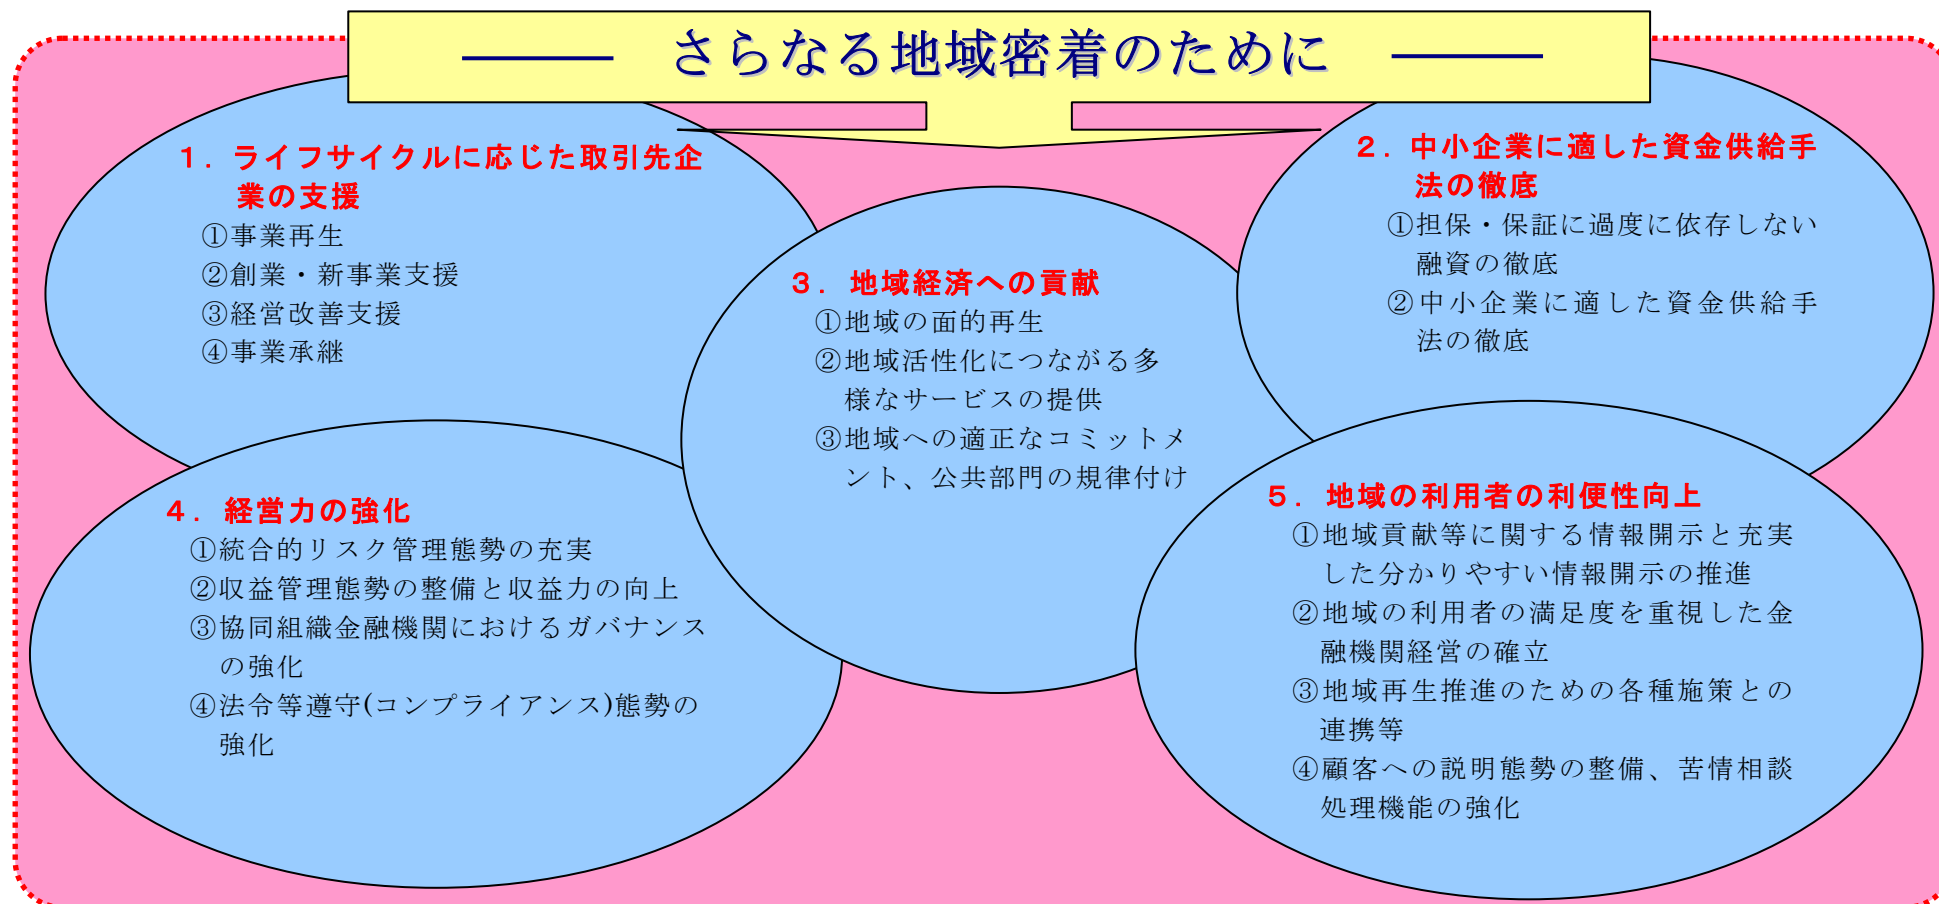 さらなる地域密着のために
1．ライフサイクルに応じた取引先企
業の支援
①事業再生
②創業・新事業支援
③経営改善支援
④事業承継
2．中小企業に適した資金供給手
法の徹底
①担保・保証に過度に依存しない
融資の徹底
②中小企業に適した資金供給手
法の徹底
3．地域経済への貢献
①地域の面的再生
②地域活性化につながる多
様なサービスの提供
③地域への適正なコミットメ
ント、公共部門の規律付け
4．経営力の強化
①統合的リスク管理態勢の充実
②収益管理態勢の整備と収益力の向上
③協同組織金融機関におけるガバナンス
の強化
④法令等遵守(コンプライアンス)態勢の
強化
5．地域の利用者の利便性向上
①地域貢献等に関する情報開示と充実
した分かりやすい情報開示の推進
②地域の利用者の満足度を重視した金
融機関経営の確立
③地域再生推進のための各種施策との
連携等
④顧客への説明態勢の整備、苦情相談
処理機能の強化